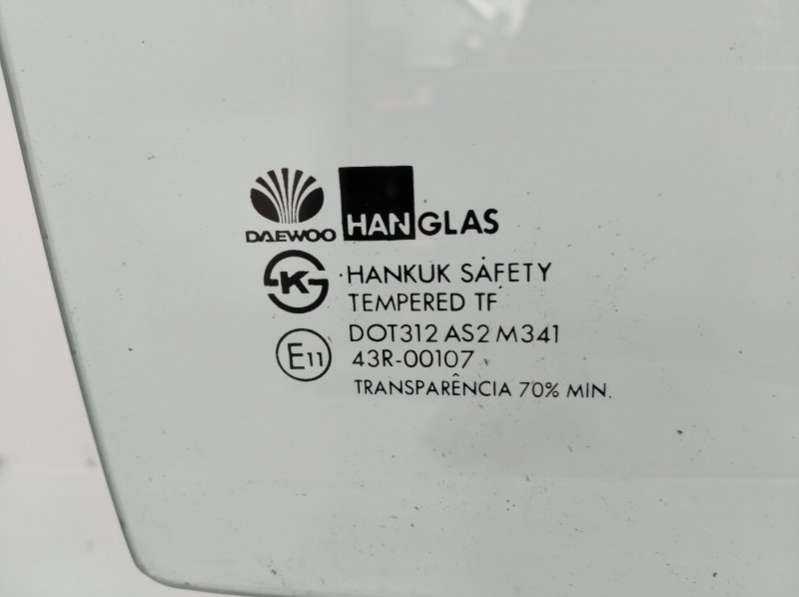 DAEWOO HANGLAS
K HANKUK SAFETY
TEMPERED TF
DOT312 AS2 M341
E11 43R-00107
TRANSPARÊNCIA 70% MIN.